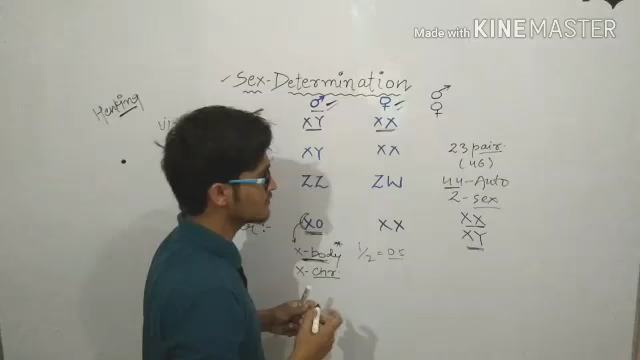 Made with KINEMASTER
Sex-Determination
Henking
♂ ♀ ♂
♀
XY XX
XY XX 23 pair
(46)
ZZ ZW 44-Auto
2-sex
XO XX XX
XY
X-body* 1/2 = 0.5
X-chr.